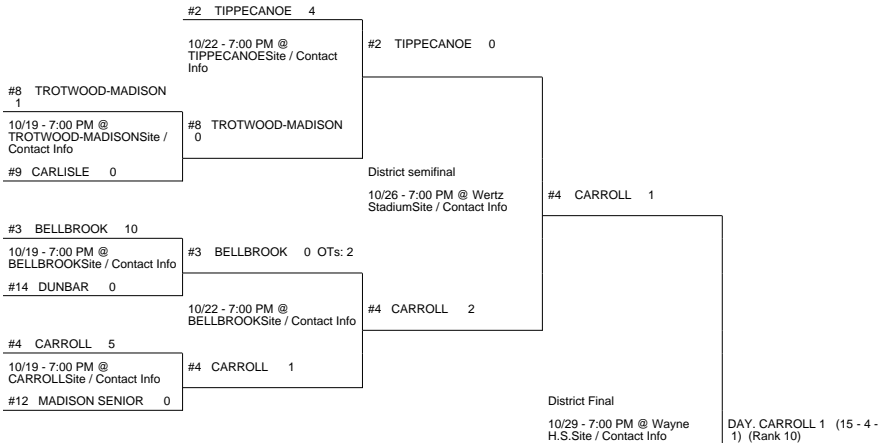 #2 TIPPECANOE 4
10/22 - 7:00 PM @
TIPPECANOESite / Contact
Info
#2 TIPPECANOE 0
#8 TROTWOOD-MADISON
1
10/19 - 7:00 PM @
TROTWOOD-MADISONSite /
Contact Info
#8 TROTWOOD-MADISON
0
#9 CARLISLE 0
District semifinal
10/26 - 7:00 PM @ Wertz
StadiumSite / Contact Info
#4 CARROLL 1
#3 BELLBROOK 10
10/19 - 7:00 PM @
BELLBROOKSite / Contact Info
#3 BELLBROOK 0 OTs: 2
#14 DUNBAR 0
10/22 - 7:00 PM @
BELLBROOKSite / Contact Info
#4 CARROLL 2
#4 CARROLL 5
10/19 - 7:00 PM @
CARROLLSite / Contact Info
#4 CARROLL 1
#12 MADISON SENIOR 0
District Final
10/29 - 7:00 PM @ Wayne
H.S.Site / Contact Info
DAY. CARROLL 1 (15 - 4 -
1) (Rank 10)